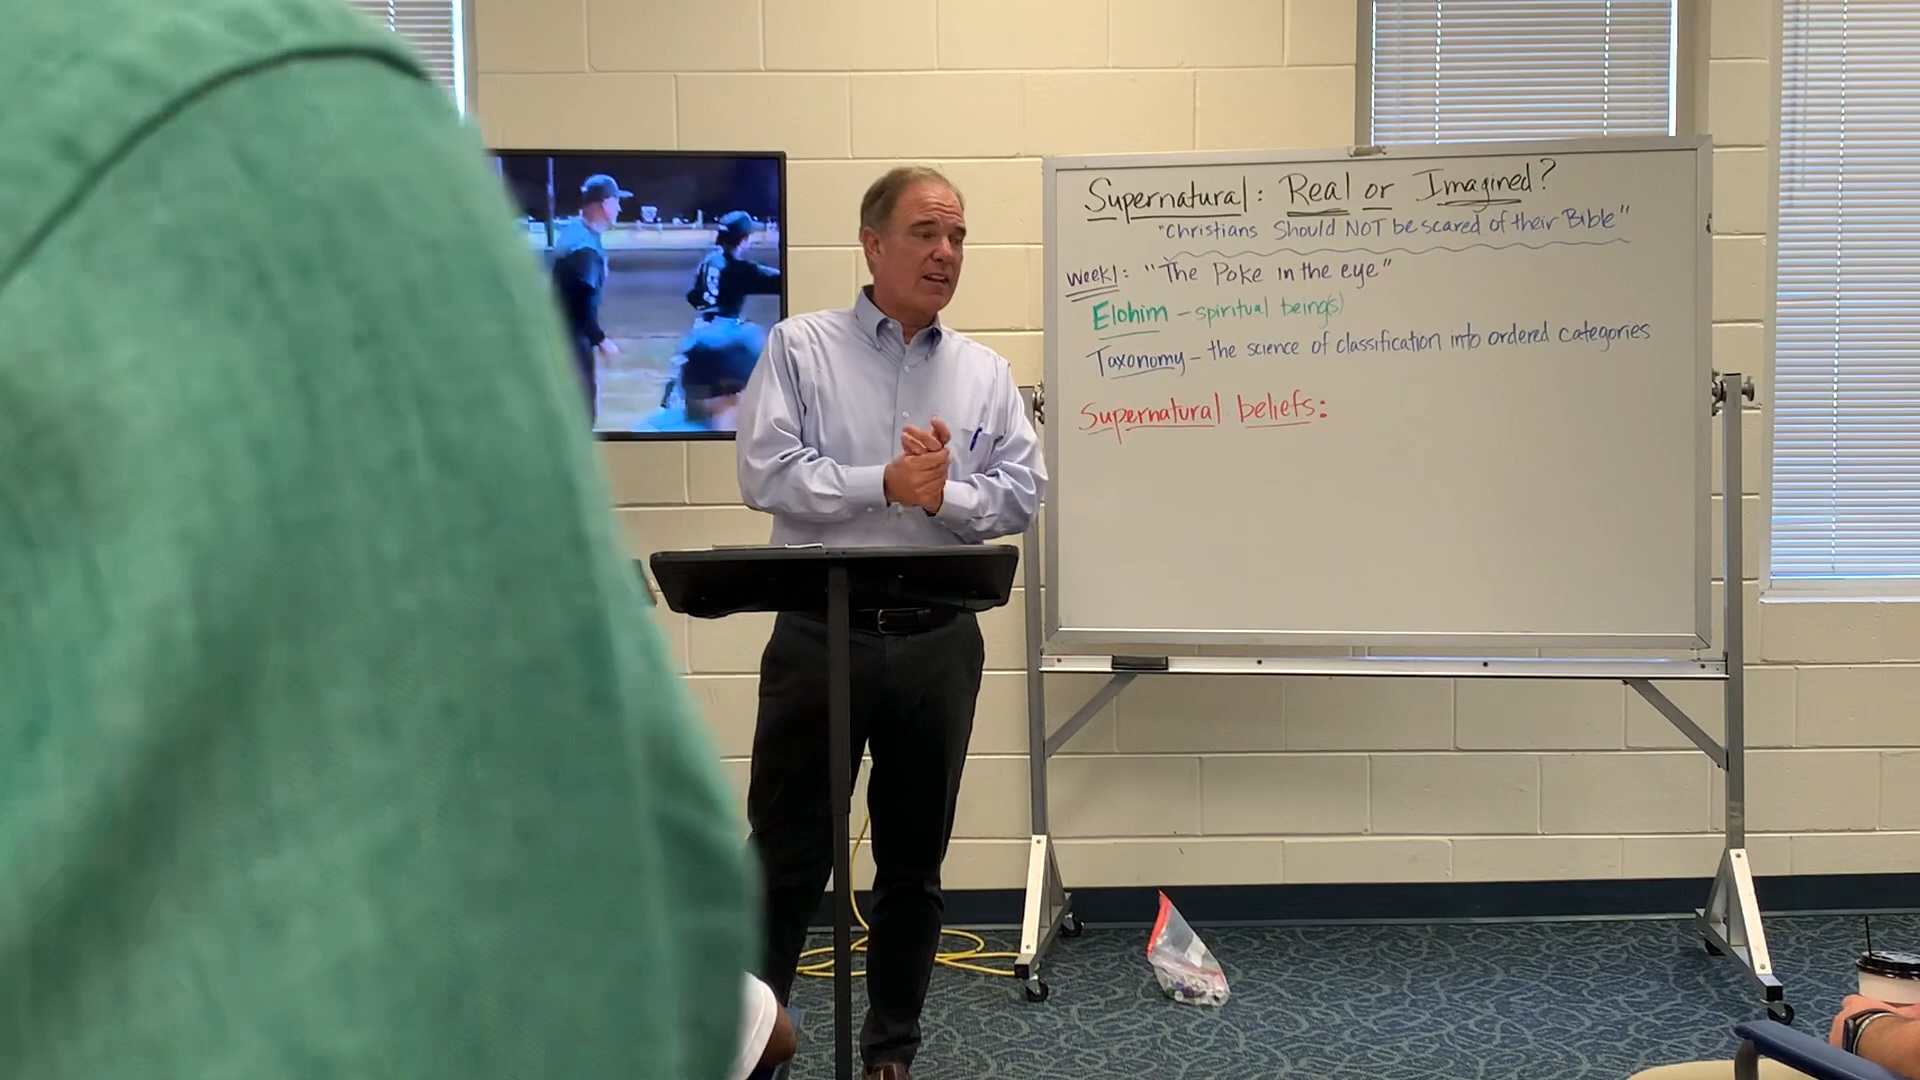 Supernatural: Real or Imagined?
"Christians Should NOT be scared of their Bible"
Week 1: "The Poke in the eye"
Elohim - spiritual being(s)
Taxonomy - the science of classification into ordered categories
Supernatural beliefs: